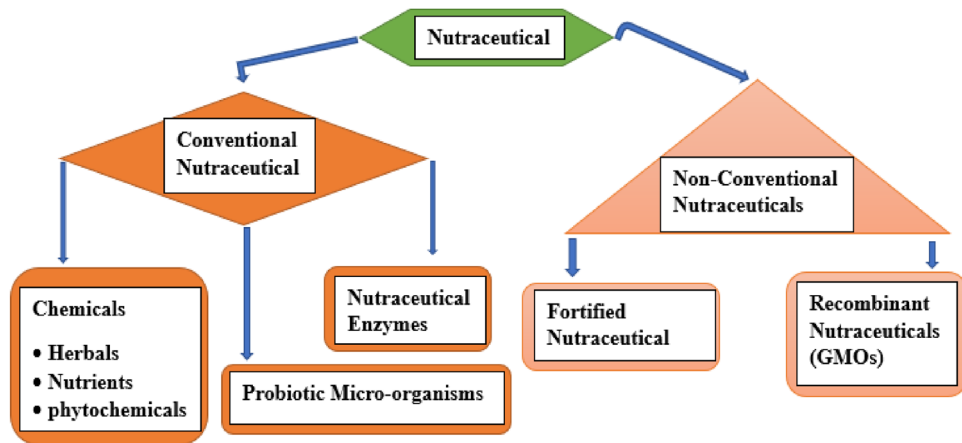 Nutraceutical
Conventional
Nutraceutical
Non-Conventional
Nutraceuticals
Chemicals
• Herbals
• Nutrients
• phytochemicals
Probiotic Micro-organisms
Nutraceutical
Enzymes
Fortified
Nutraceutical
Recombinant
Nutraceuticals
(GMOs)